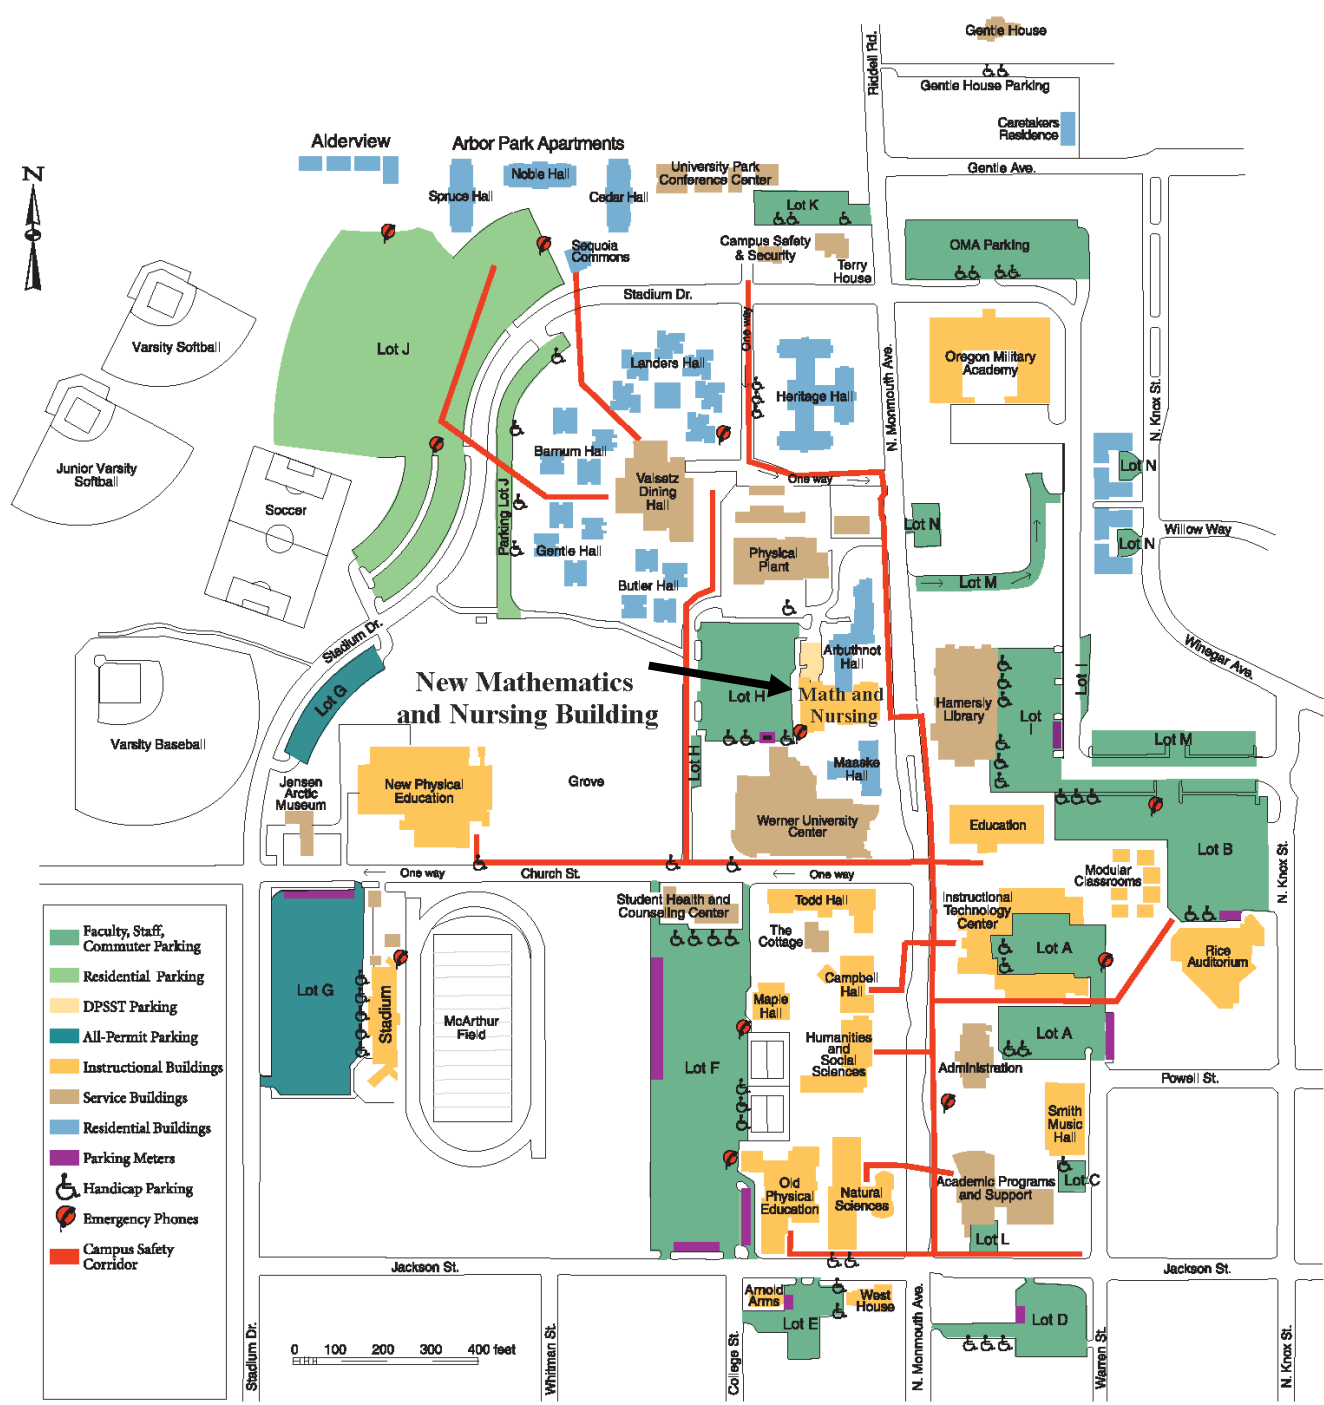 Gentle House
Riddell Rd.
Gentle House Parking
Caretakers
Residence
Gentle Ave.
Alderview
Arbor Park Apartments
Spruce Hall
Noble Hall
Cedar Hall
University Park
Conference Center
Lot K
Campus Safety
& Security
Terry
House
OMA Parking
N
Sequoia
Commons
Stadium Dr.
One way
Varsity Softball
Lot J
Landers Hall
Heritage Hall
N. Monmouth Ave.
Oregon Military
Academy
N. Knox St.
Junior Varsity
Softball
Soccer
Barnum Hall
Valsetz
Dining
Hall
One way
Parking Lot J
Gentle Hall
Butler Hall
Physical
Plant
Lot N
Lot N
Lot N
Willow Way
Lot M
Stadium Dr.
Lot G
Varsity Baseball
New Mathematics
and Nursing Building
Lot H
Arbuthnot
Hall
Math and
Nursing
Hamersly
Library
Lot
I
Lot I
Winegar Ave.
Lot M
Jensen
Arctic
Museum
New Physical
Education
Grove
Lot H
Maaske
Hall
Werner University
Center
Education
Lot B
Modular
Classrooms
N. Knox St.
One way
Church St.
One way
Student Health and
Counseling Center
Todd Hall
The
Cottage
Instructional
Technology
Center
Lot A
Rice
Auditorium
Campbell
Hall
Maple
Hall
Humanities
and
Social
Sciences
Lot G
Stadium
McArthur
Field
Lot F
Lot A
Administration
Powell St.
Smith
Music
Hall
Lot C
Old
Physical
Education
Natural
Sciences
Academic Programs
and Support
Lot L
Faculty, Staff,
Commuter Parking
Residential Parking
DPSST Parking
All-Permit Parking
Instructional Buildings
Service Buildings
Residential Buildings
Parking Meters
Handicap Parking
Emergency Phones
Campus Safety
Corridor
Jackson St.
Jackson St.
Arnold
Arms
West
House
Lot E
Lot D
Stadium Dr.
Whitman St.
College St.
N. Monmouth Ave.
Warren St.
N. Knox St.
0 100 200 300 400 feet